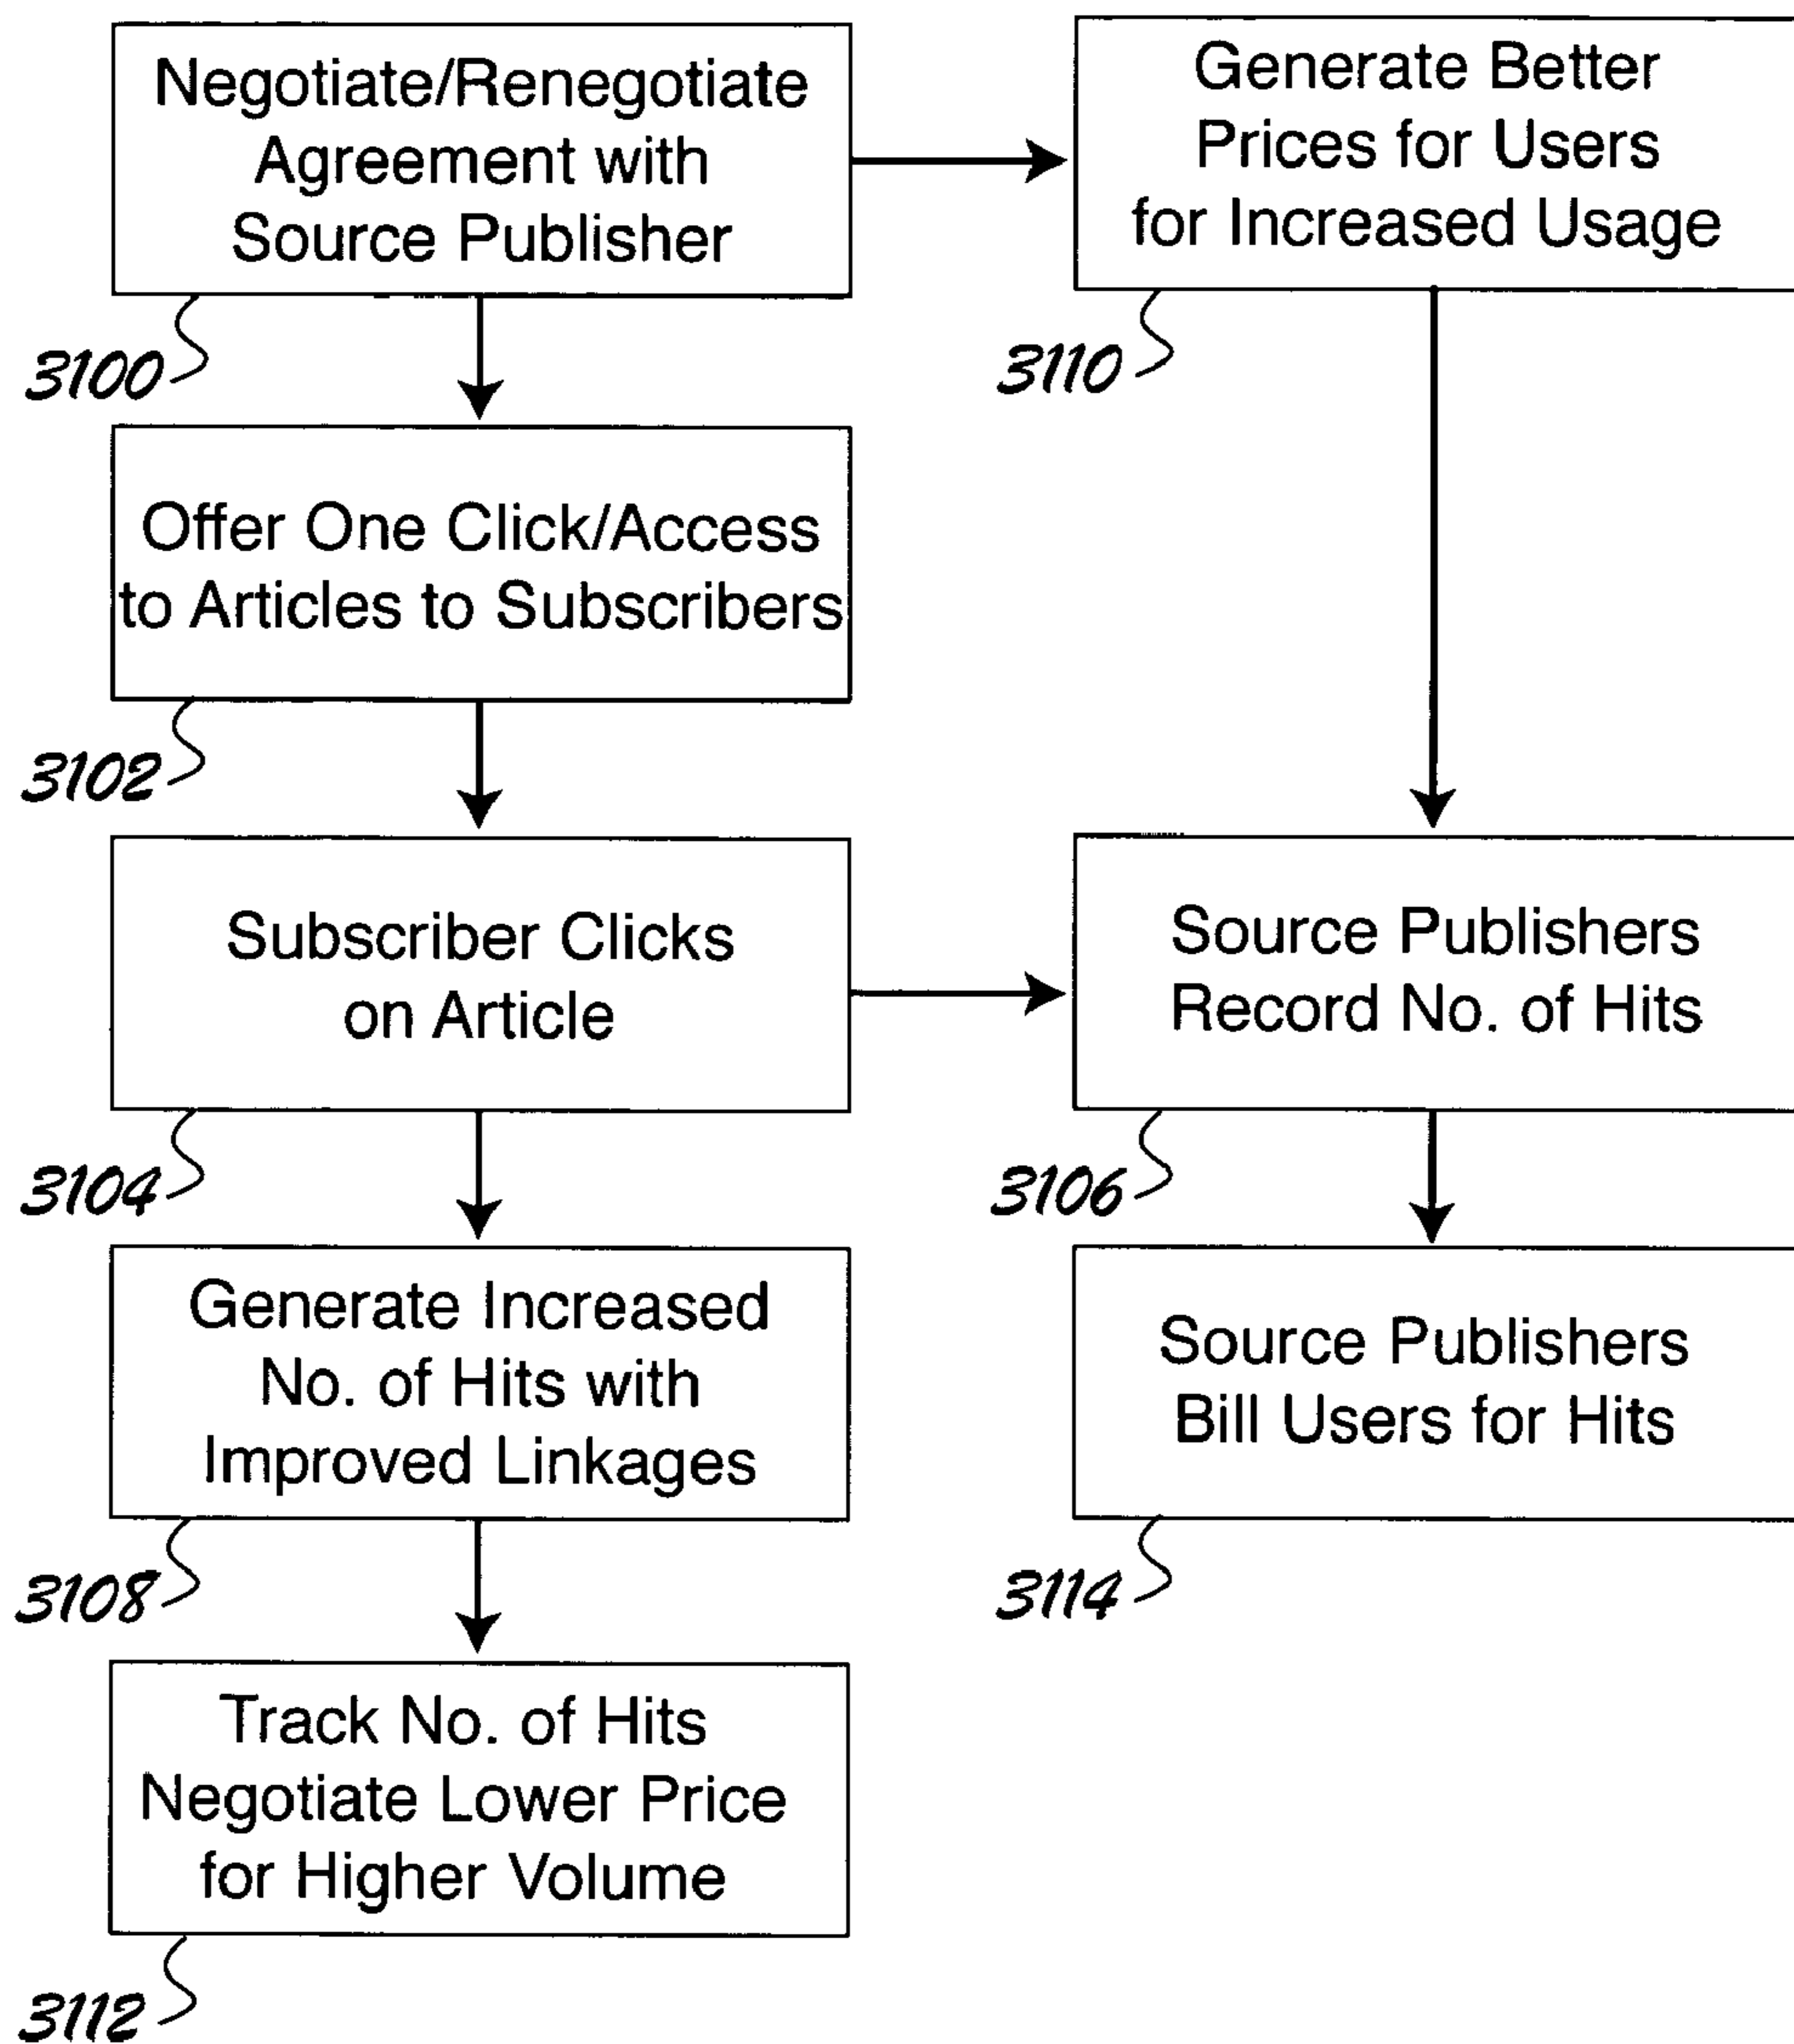 Negotiate/Renegotiate
Agreement with
Source Publisher
3100
Generate Better
Prices for Users
for Increased Usage
3110
Offer One Click/Access
to Articles to Subscribers
3102
Subscriber Clicks
on Article
3104
Source Publishers
Record No. of Hits
3106
Generate Increased
No. of Hits with
Improved Linkages
3108
Source Publishers
Bill Users for Hits
3114
Track No. of Hits
Negotiate Lower Price
for Higher Volume
3112